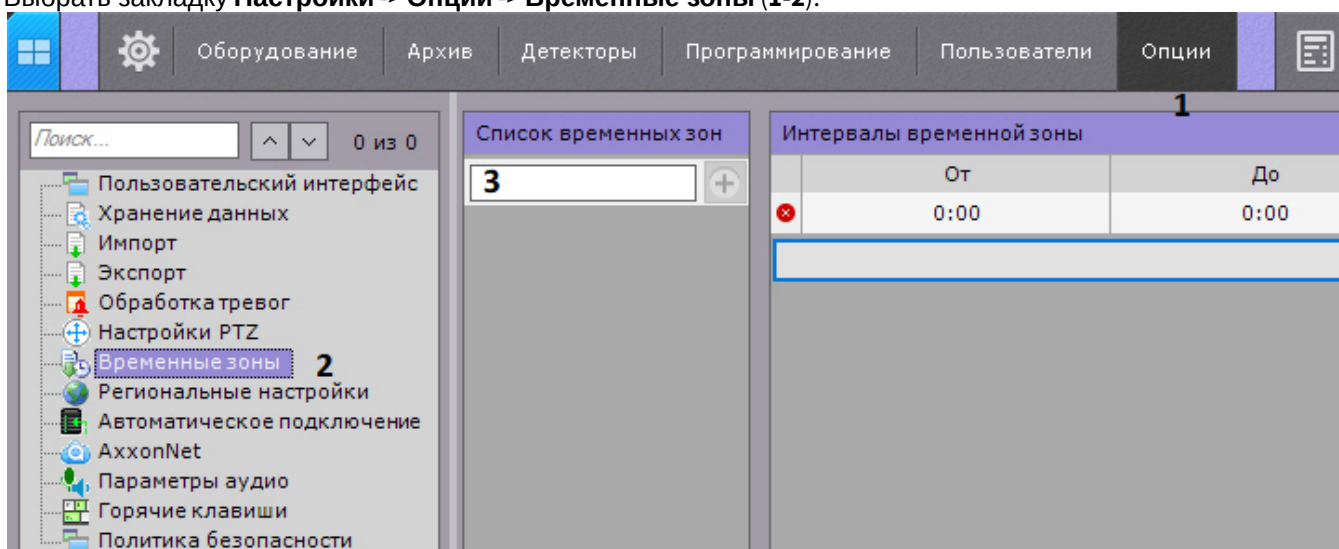 Выбрать закладку Настройки -> Опции -> Временные зоны (1-2).
Оборудование Архив Детекторы Программирование Пользователи Опции
1
Поиск... 0 из 0
Пользовательский интерфейс
Хранение данных
Импорт
Экспорт
Обработка тревог
Настройки PTZ
Временные зоны 2
Региональные настройки
Автоматическое подключение
AxxonNet
Параметры аудио
Горячие клавиши
Политика безопасности
Список временных зон
3
Интервалы временной зоны
От До
0:00 0:00